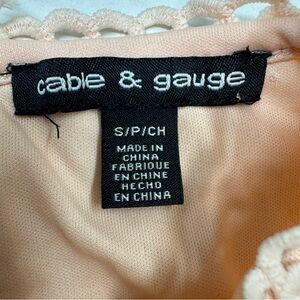 cable & gauge
S/P/CH
MADE IN
CHINA
FABRIQUE
EN CHINE
HECHO
EN CHINA